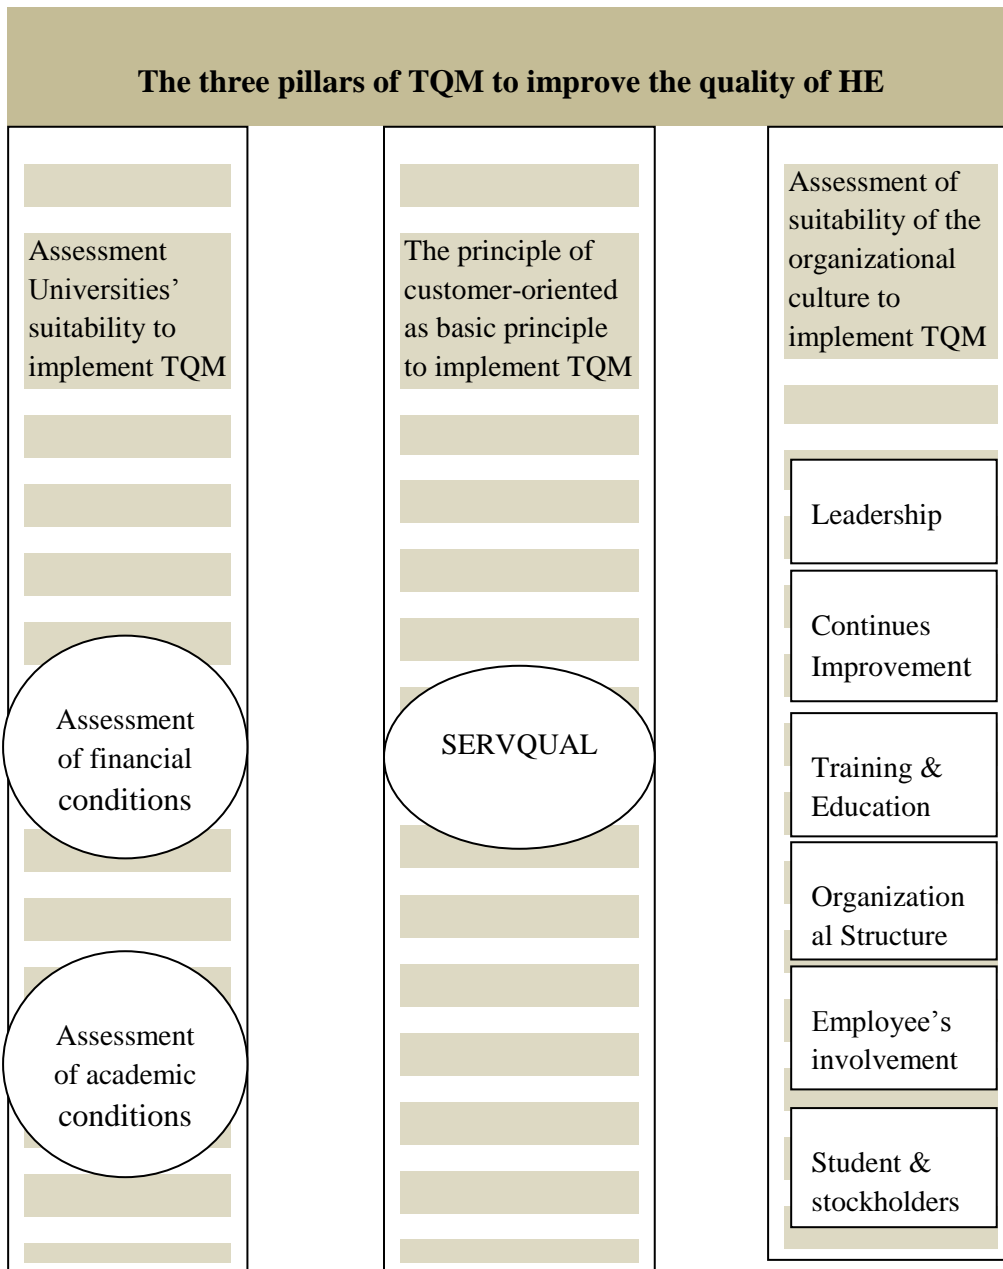 The three pillars of TQM to improve the quality of HE
Assessment
Universities’
suitability to
implement TQM
Assessment
of financial
conditions
Assessment
of academic
conditions
The principle of
customer-oriented
as basic principle
to implement TQM
SERVQUAL
Assessment of
suitability of the
organizational
culture to
implement TQM
Leadership
Continues
Improvement
Training &
Education
Organization
al Structure
Employee’s
involvement
Student &
stockholders